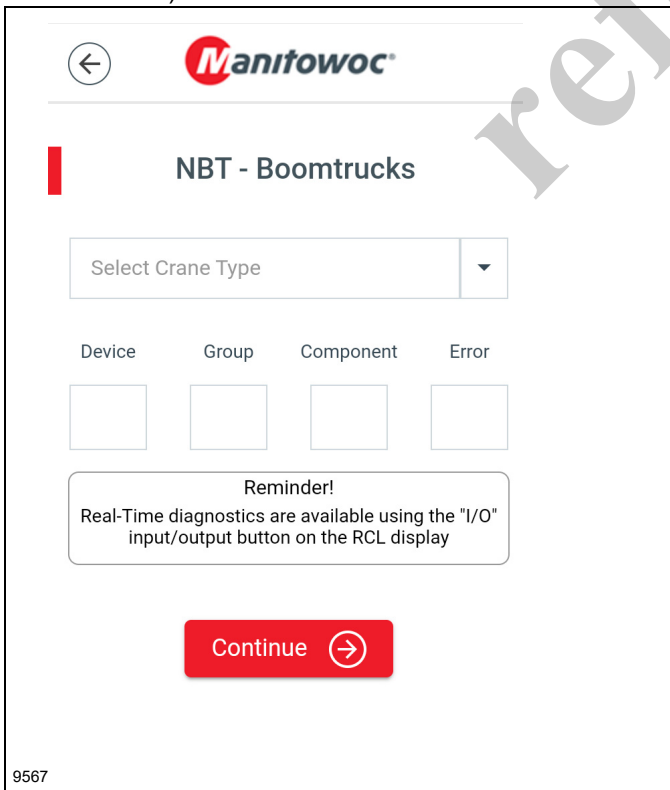 Manitowoc
NBT - Boomtrucks
Select Crane Type
Device Group Component Error
Reminder!
Real-Time diagnostics are available using the "I/O"
input/output button on the RCL display
Continue
9567